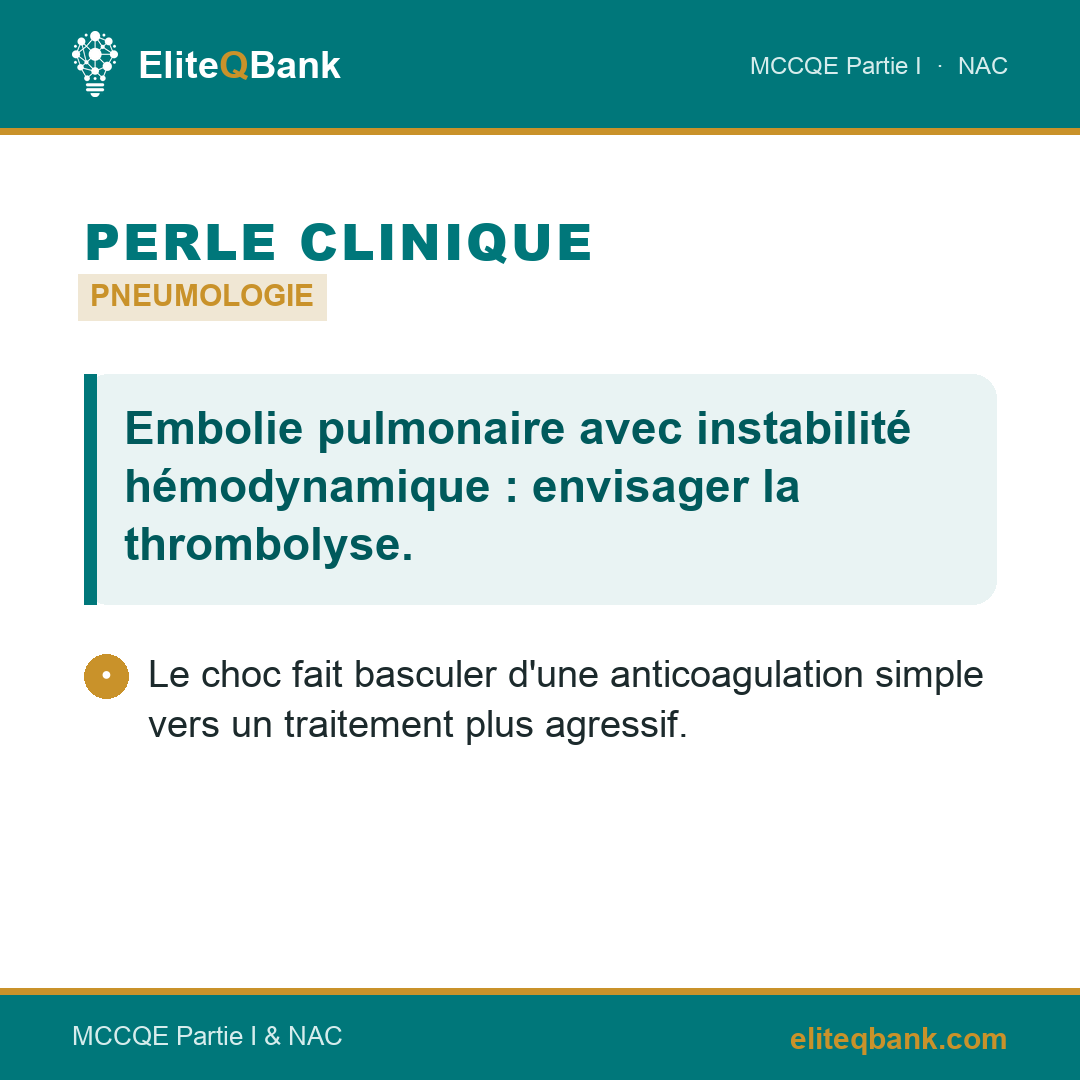 EliteQBank
MCCQE Partie I · NAC
PERLE CLINIQUE
PNEUMOLOGIE
Embolie pulmonaire avec instabilité
hémodynamique : envisager la
thrombolyse.
Le choc fait basculer d'une anticoagulation simple
vers un traitement plus agressif.
MCCQE Partie I & NAC
eliteqbank.com